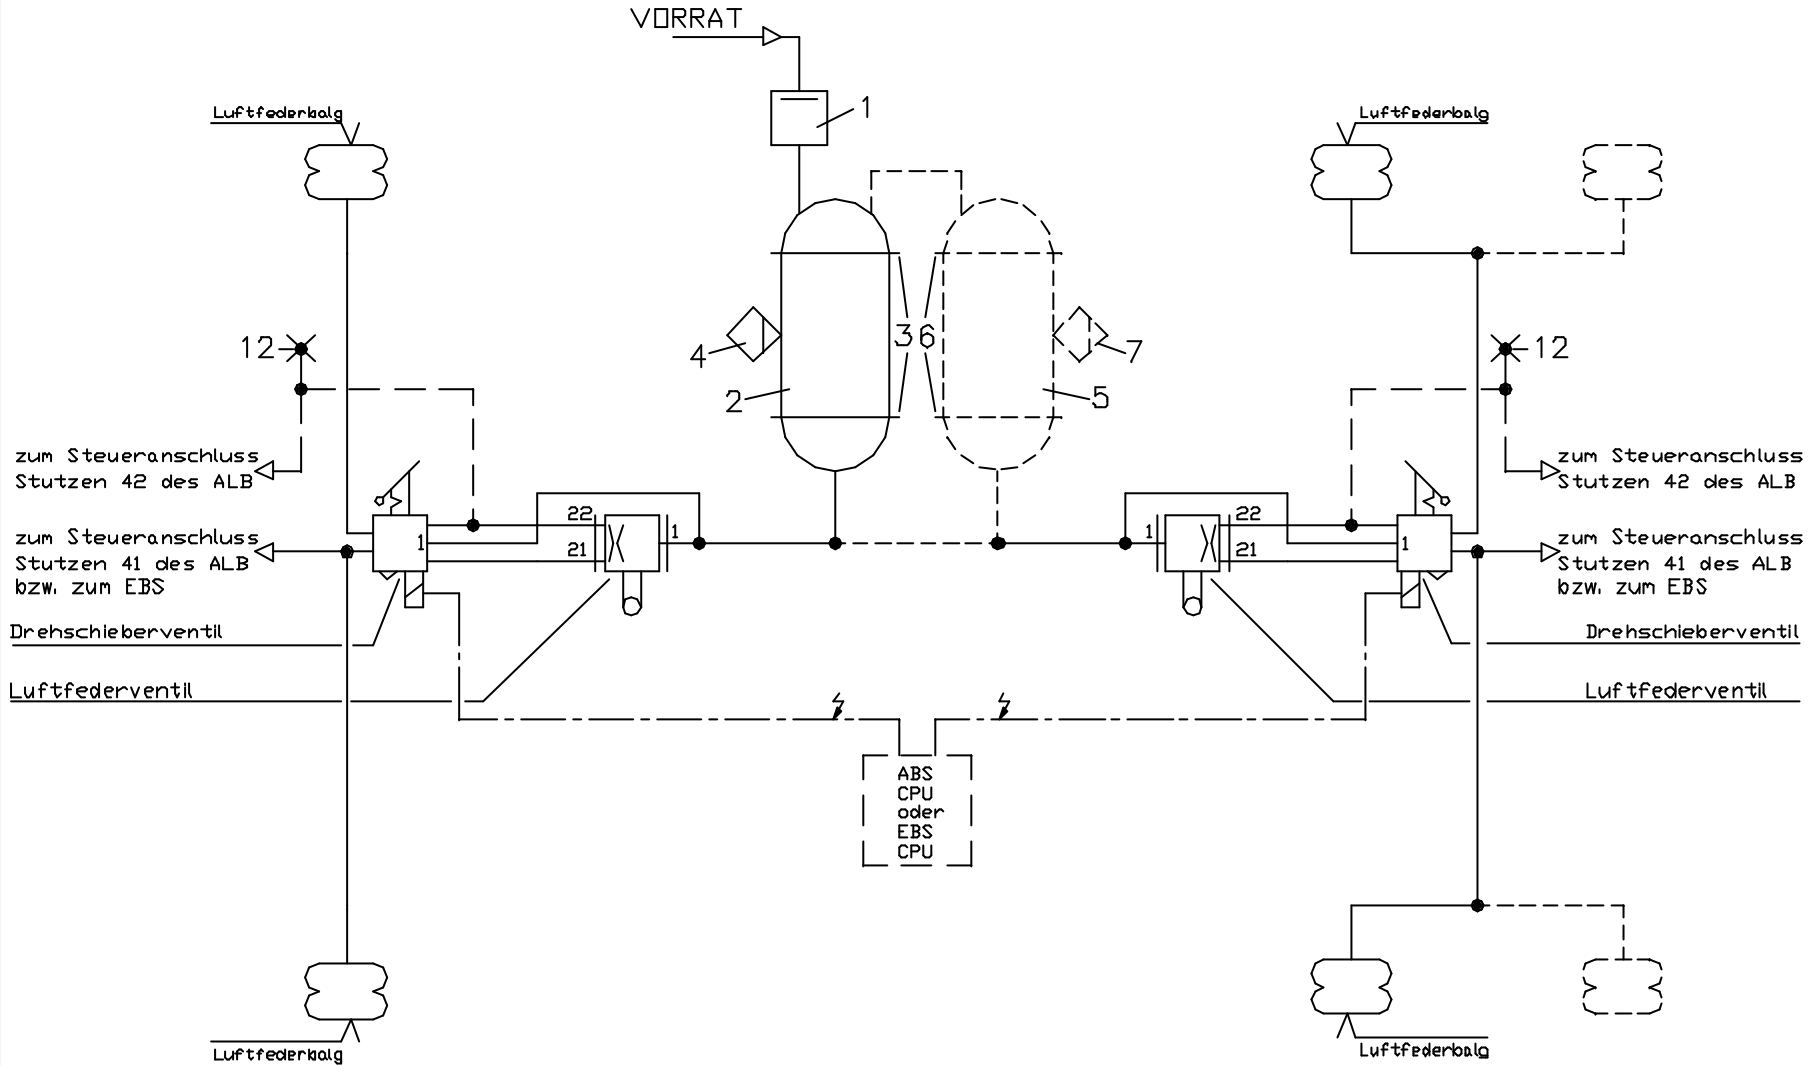 VORRAT
Luftfederbalg
1
Luftfederbalg
12
4
3
6
7
12
2
5
zum Steueranschluss
Stutzen 42 des ALB
zum Steueranschluss
Stutzen 42 des ALB
zum Steueranschluss
Stutzen 41 des ALB
bzw. zum EBS
1
22
21
1
1
22
21
1
zum Steueranschluss
Stutzen 41 des ALB
bzw. zum EBS
Drehschieberventil
Drehschieberventil
Luftfederventil
Luftfederventil
ABS
CPU
oder
EBS
CPU
Luftfederbalg
Luftfederbalg